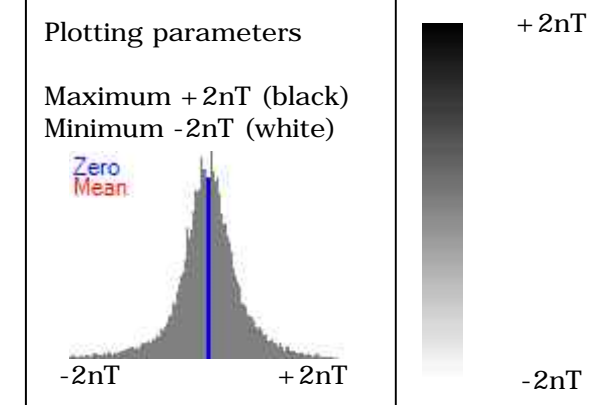 Plotting parameters
Maximum +2nT (black)
Minimum -2nT (white)
Zero
Mean
-2nT
+2nT
+2nT
-2nT